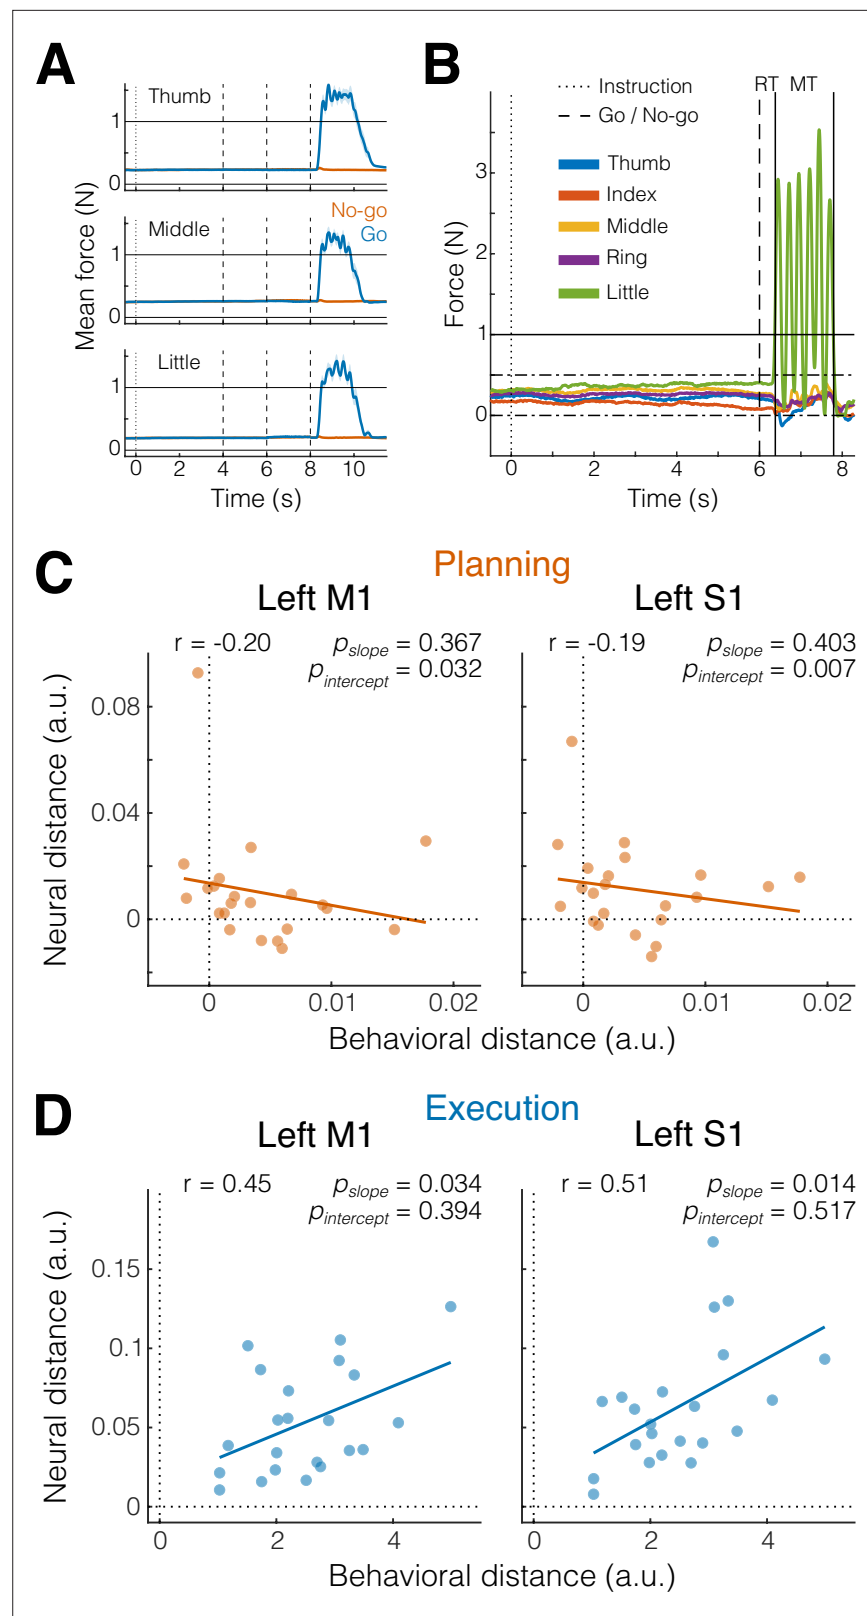 A
Thumb
1
0
Middle
No-go
Go
1
0
Little
1
0
Mean force (N)
0 2 4 6 8 10
Time (s)
B
Instruction
Go / No-go
RT MT
Thumb
Index
Middle
Ring
Little
3
2
1
0
Force (N)
0 2 4 6 8
Time (s)
C
Planning
Left M1
r = -0.20
pslope = 0.367
pintercept = 0.032
Left S1
r = -0.19
pslope = 0.403
pintercept = 0.007
0.08
0.04
0
Neural distance (a.u.)
0 0.01 0.02
0 0.01 0.02
Behavioral distance (a.u.)
D
Execution
Left M1
r = 0.45
pslope = 0.034
pintercept = 0.394
Left S1
r = 0.51
pslope = 0.014
pintercept = 0.517
0.15
0.1
0.05
0
Neural distance (a.u.)
0 2 4
0 2 4
Behavioral distance (a.u.)